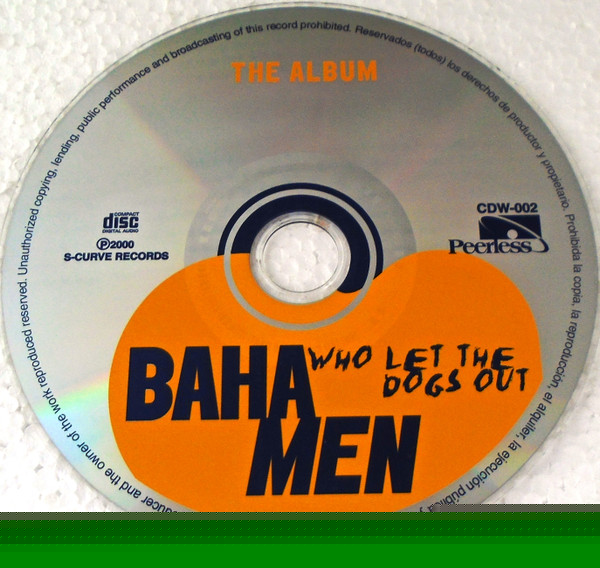 producer and the owner of the work reproduced reserved. Unauthorized copying, lending, public performance and broadcasting of this record prohibited. Reservados (todos) los derechos de productor y propietario. Prohibida la copia, la reproducción, el alquiler, la ejecución pública y
THE ALBUM
COMPACT
disc
DIGITAL AUDIO
Ⓟ2000
S-CURVE RECORDS
CDW-002
Peerless
WHO LET THE
DOGS OUT
BAHA
MEN